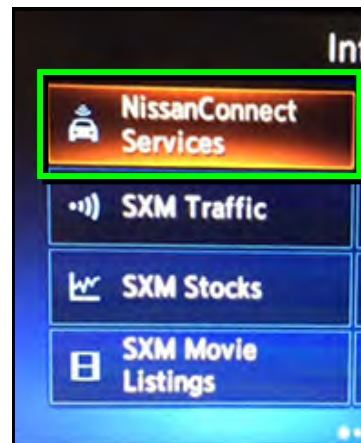 NissanConnect
Services
SXM Traffic
SXM Stocks
SXM Movie
Listings